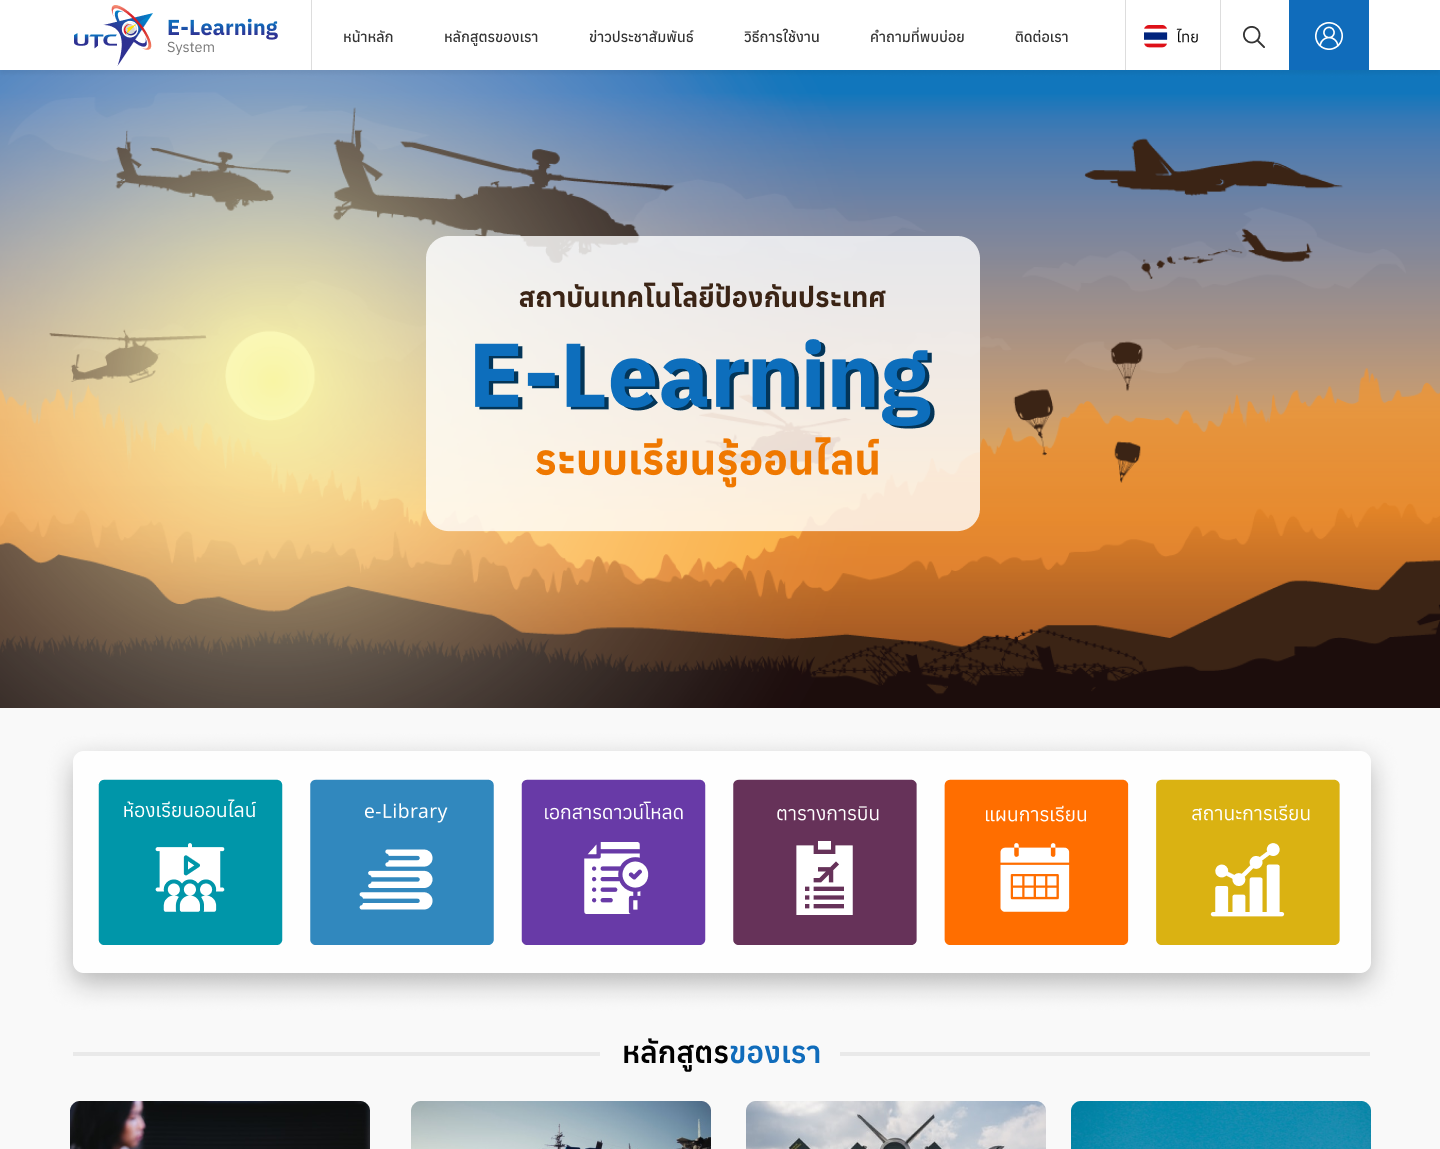 UTC
E-Learning
System
หน้าหลัก
หลักสูตรของเรา
ข่าวประชาสัมพันธ์
วิธีการใช้งาน
คำถามที่พบบ่อย
ติดต่อเรา
ไทย
สถาบันเทคโนโลยีป้องกันประเทศ
E-Learning
ระบบเรียนรู้ออนไลน์
ห้องเรียนออนไลน์
e-Library
เอกสารดาวน์โหลด
ตารางการบิน
แผนการเรียน
สถานะการเรียน
หลักสูตรของเรา